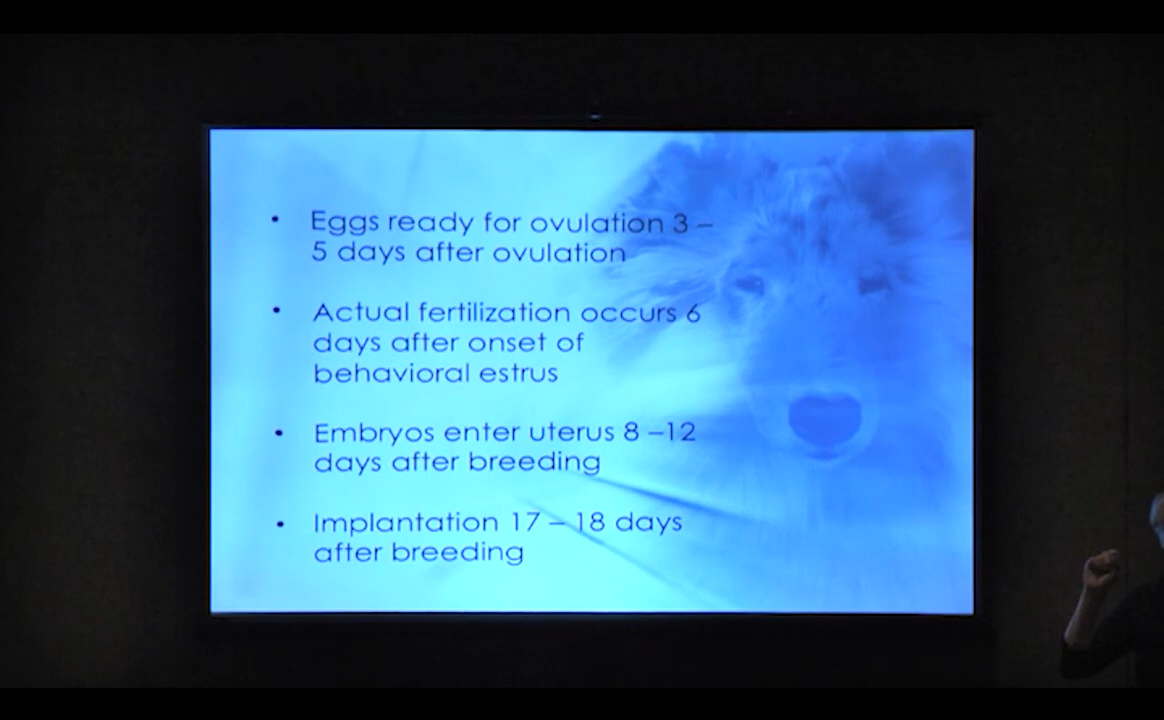 • Eggs ready for ovulation 3 –
5 days after ovulation
• Actual fertilization occurs 6
days after onset of
behavioral estrus
• Embryos enter uterus 8 –12
days after breeding
• Implantation 17 – 18 days
after breeding